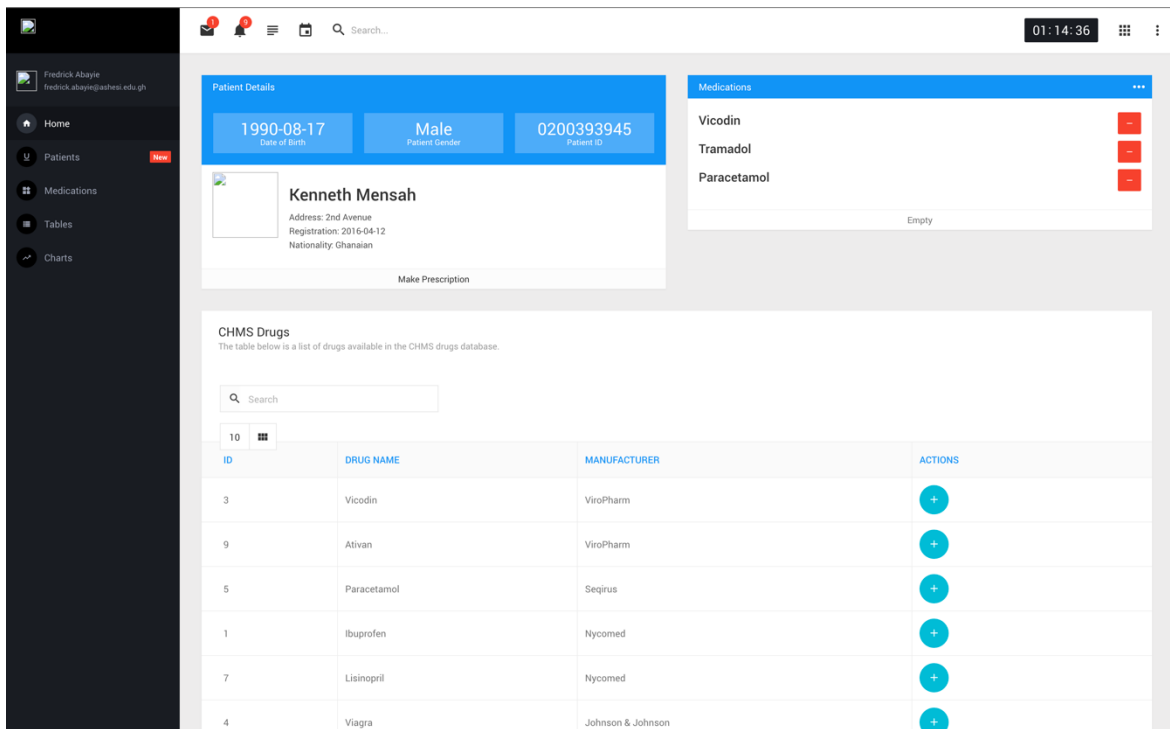 1
9
Search...
01:14:36
Fredrick Abayie
fredrick.abayie@ashesi.edu.gh
Home
Patients
New
Medications
Tables
Charts
Patient Details
1990-08-17
Date of Birth
Male
Patient Gender
0200393945
Patient ID
Kenneth Mensah
Address: 2nd Avenue
Registration: 2016-04-12
Nationality: Ghanaian
Make Prescription
Medications
Vicodin
Tramadol
Paracetamol
Empty
CHMS Drugs
The table below is a list of drugs available in the CHMS drugs database.
Search
10
ID DRUG NAME MANUFACTURER ACTIONS
3 Vicodin ViroPharm +
9 Ativan ViroPharm +
5 Paracetamol Seqirus +
1 Ibuprofen Nycomed +
7 Lisinopril Nycomed +
4 Viagra Johnson & Johnson +